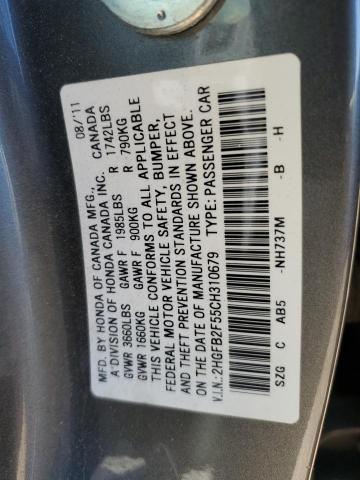 MFD. BY HONDA OF CANADA MFG., 08/'11
A DIVISION OF HONDA CANADA INC. CANADA
GVWR 3660LBS GAWR F 1985LBS R 1742LBS
GVWR 1660KG GAWR F 900KG R 790KG
THIS VEHICLE CONFORMS TO ALL APPLICABLE
FEDERAL MOTOR VEHICLE SAFETY, BUMPER,
AND THEFT PREVENTION STANDARDS IN EFFECT
ON THE DATE OF MANUFACTURE SHOWN ABOVE.
V.I.N.:2HGFB2F55CH310679 TYPE: PASSENGER CAR
SZG C AB5 -NH737M -B -H